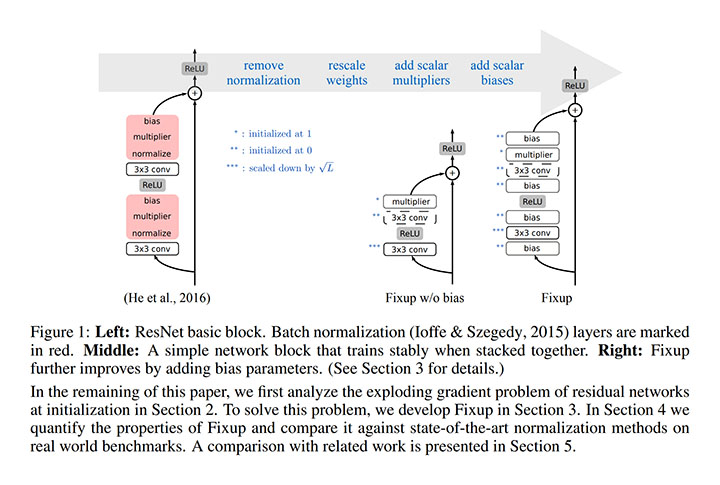 remove
normalization
rescale
weights
add scalar
multipliers
add scalar
biases
* : initialized at 1
** : initialized at 0
*** : scaled down by √L
ReLU
+
bias
multiplier
normalize
3x3 conv
ReLU
bias
multiplier
normalize
3x3 conv
(He et al., 2016)
ReLU
+
* multiplier
** 3x3 conv
ReLU
*** 3x3 conv
Fixup w/o bias
ReLU
+
** bias
* multiplier
** 3x3 conv
** bias
ReLU
** bias
*** 3x3 conv
** bias
Fixup
Figure 1: Left: ResNet basic block. Batch normalization (Ioffe & Szegedy, 2015) layers are marked
in red. Middle: A simple network block that trains stably when stacked together. Right: Fixup
further improves by adding bias parameters. (See Section 3 for details.)
In the remaining of this paper, we first analyze the exploding gradient problem of residual networks
at initialization in Section 2. To solve this problem, we develop Fixup in Section 3. In Section 4 we
quantify the properties of Fixup and compare it against state-of-the-art normalization methods on
real world benchmarks. A comparison with related work is presented in Section 5.